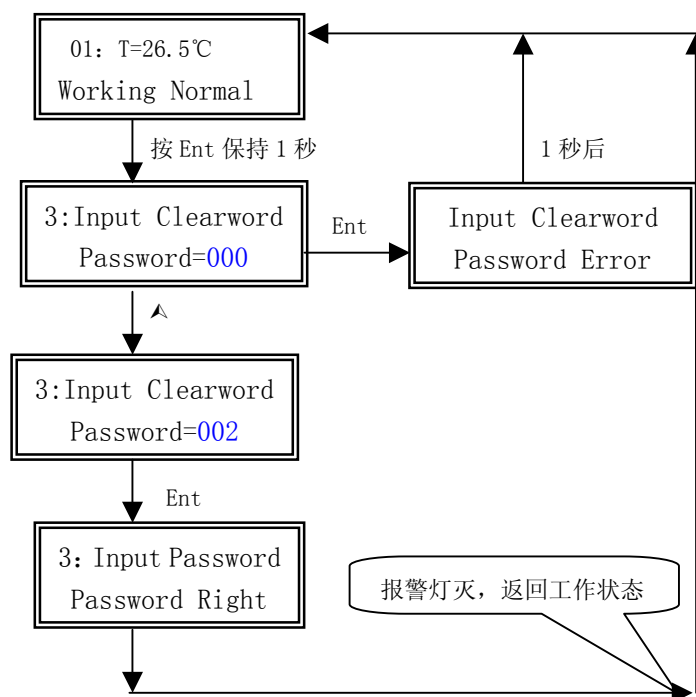 01：T=26.5℃
Working Normal
按 Ent 保持 1 秒
1 秒后
3:Input Clearword
Password=000
Ent
Input Clearword
Password Error
3:Input Clearword
Password=002
Ent
3：Input Password
Password Right
报警灯灭，返回工作状态